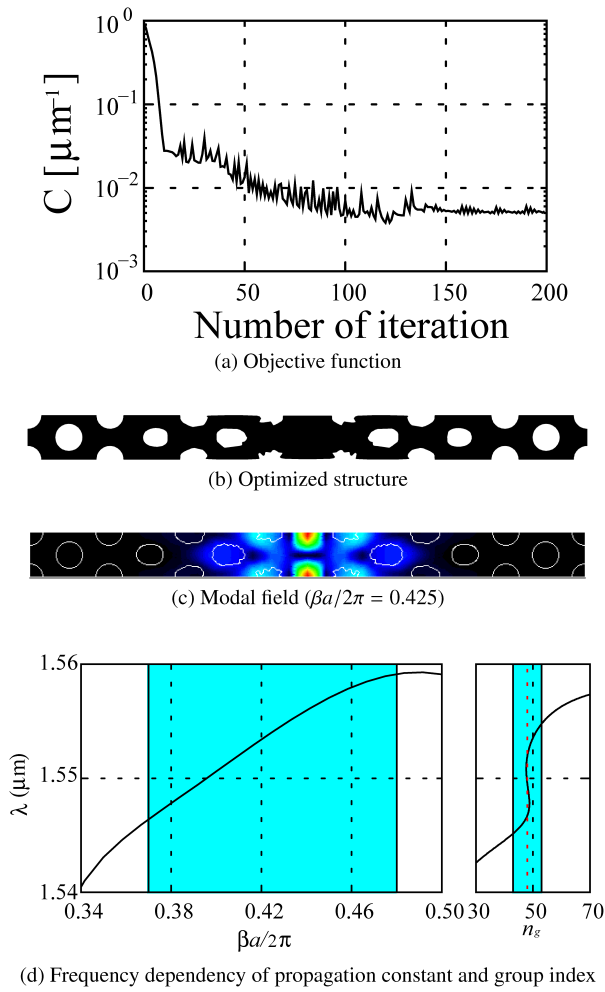 10^0
10^-1
10^-2
10^-3
C [μm^-1]
0 50 100 150 200
Number of iteration
(a) Objective function
(b) Optimized structure
(c) Modal field (βa/2π = 0.425)
1.56
1.55
1.54
λ (μm)
0.34 0.38 0.42 0.46 0.50 30 50 70
βa/2π n_g
(d) Frequency dependency of propagation constant and group index